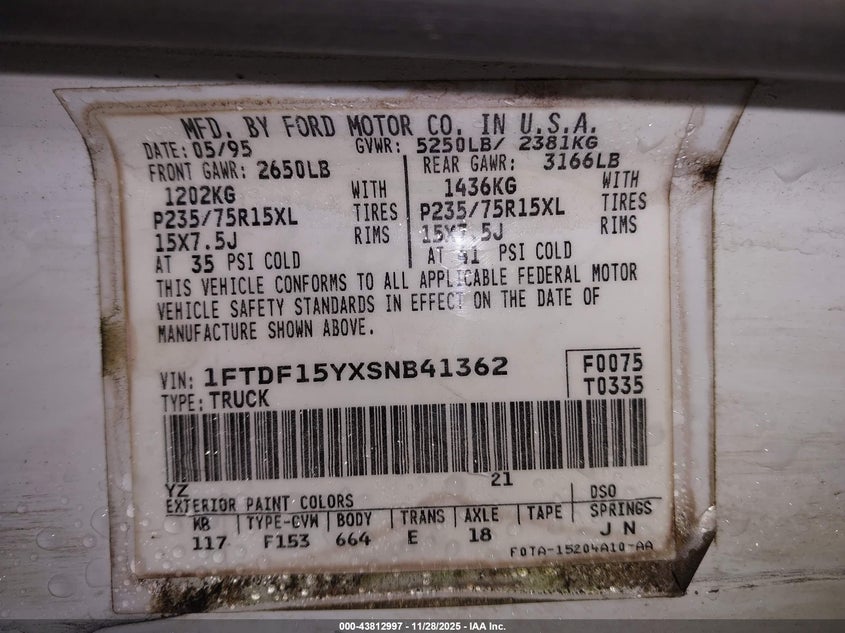 MFD. BY FORD MOTOR CO. IN U.S.A.
DATE: 05/95 GVWR: 5250LB/ 2381KG
FRONT GAWR: 2650LB REAR GAWR: 3166LB
1202KG WITH 1436KG WITH
P235/75R15XL TIRES P235/75R15XL TIRES
15X7.5J RIMS 15X7.5J RIMS
AT 35 PSI COLD AT 41 PSI COLD
THIS VEHICLE CONFORMS TO ALL APPLICABLE FEDERAL MOTOR
VEHICLE SAFETY STANDARDS IN EFFECT ON THE DATE OF
MANUFACTURE SHOWN ABOVE.
VIN: 1FTDF15YXSNB41362 F0075
TYPE: TRUCK T0335
YZ 21
EXTERIOR PAINT COLORS DSO
WB TYPE-GVW BODY TRANS AXLE TAPE SPRINGS
117 F153 664 E 18 J N
F0TA-15204A10-AA
000-43812997 - 11/28/2025 - IAA Inc.